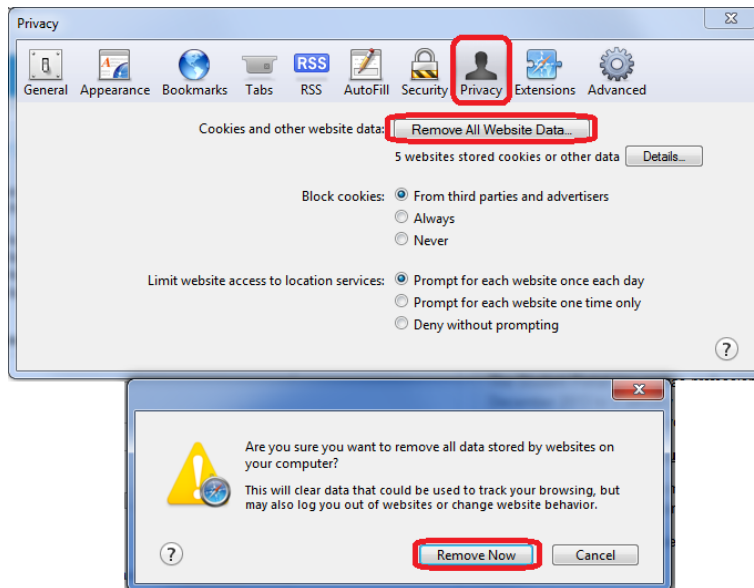 Privacy
General Appearance Bookmarks Tabs RSS AutoFill Security Privacy Extensions Advanced
RSS
Cookies and other website data: Remove All Website Data...
5 websites stored cookies or other data Details...
Block cookies: From third parties and advertisers
Always
Never
Limit website access to location services: Prompt for each website once each day
Prompt for each website one time only
Deny without prompting
?
Are you sure you want to remove all data stored by websites on
your computer?
This will clear data that could be used to track your browsing, but
may also log you out of websites or change website behavior.
? Remove Now Cancel